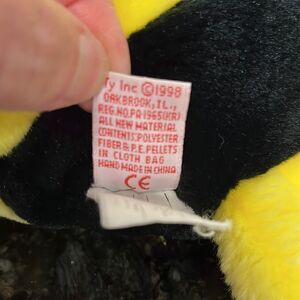 Ty Inc ©1998
OAKBROOK, IL.,
REG.NO.PA-1965(KR)
ALL NEW MATERIAL
CONTENTS:POLYESTER
FIBER & P.E.PELLETS
IN CLOTH BAG
HAND MADE IN CHINA
CE